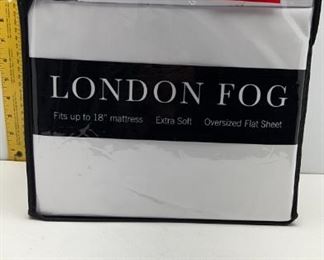 LONDON FOG
Fits up to 18" mattress Extra Soft Oversized Flat Sheet